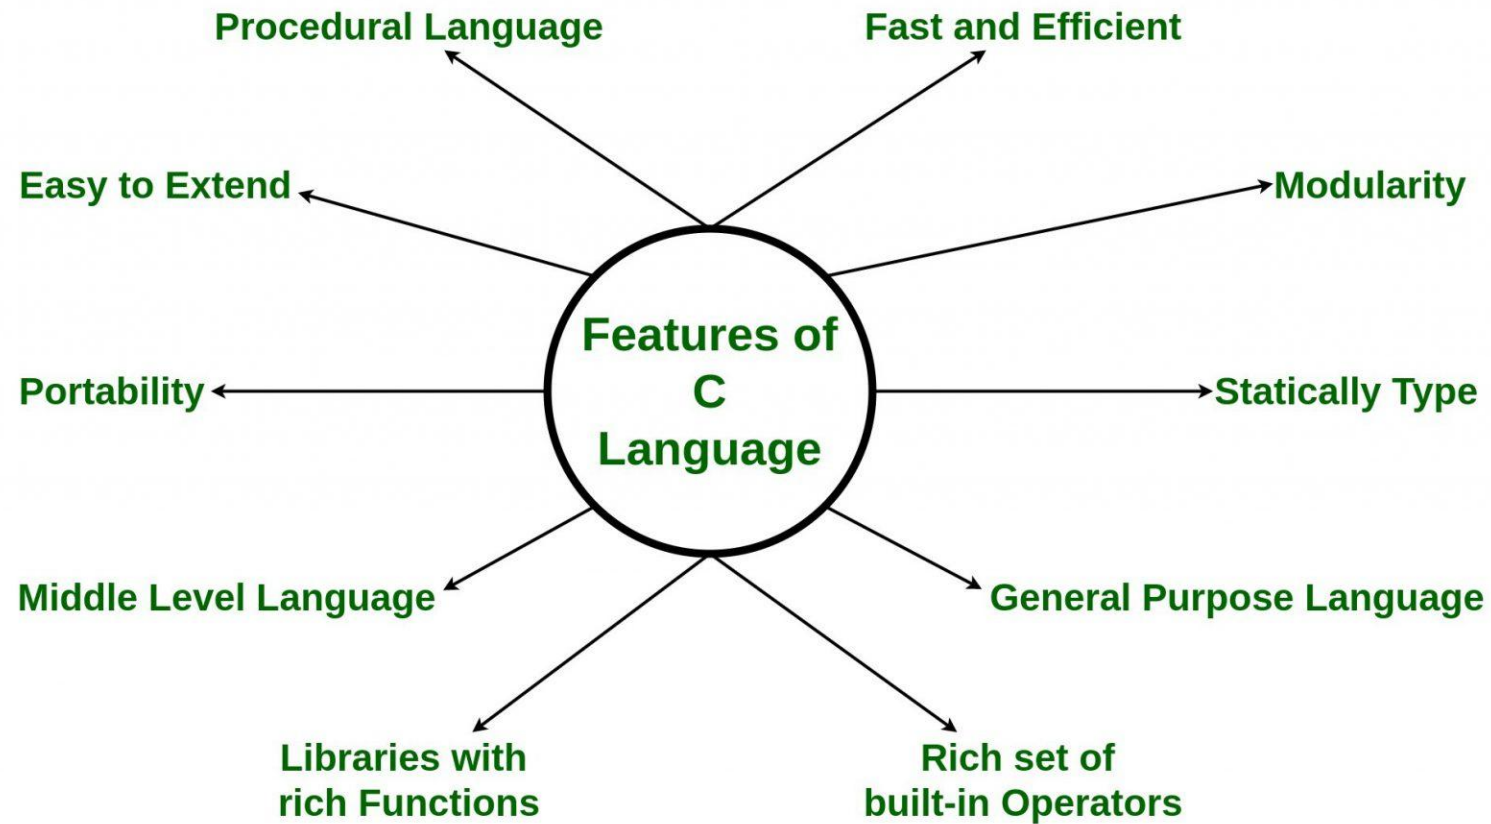 Procedural Language
Fast and Efficient
Easy to Extend
Modularity
Features of
C
Language
Portability
Statically Type
Middle Level Language
General Purpose Language
Libraries with
rich Functions
Rich set of
built-in Operators